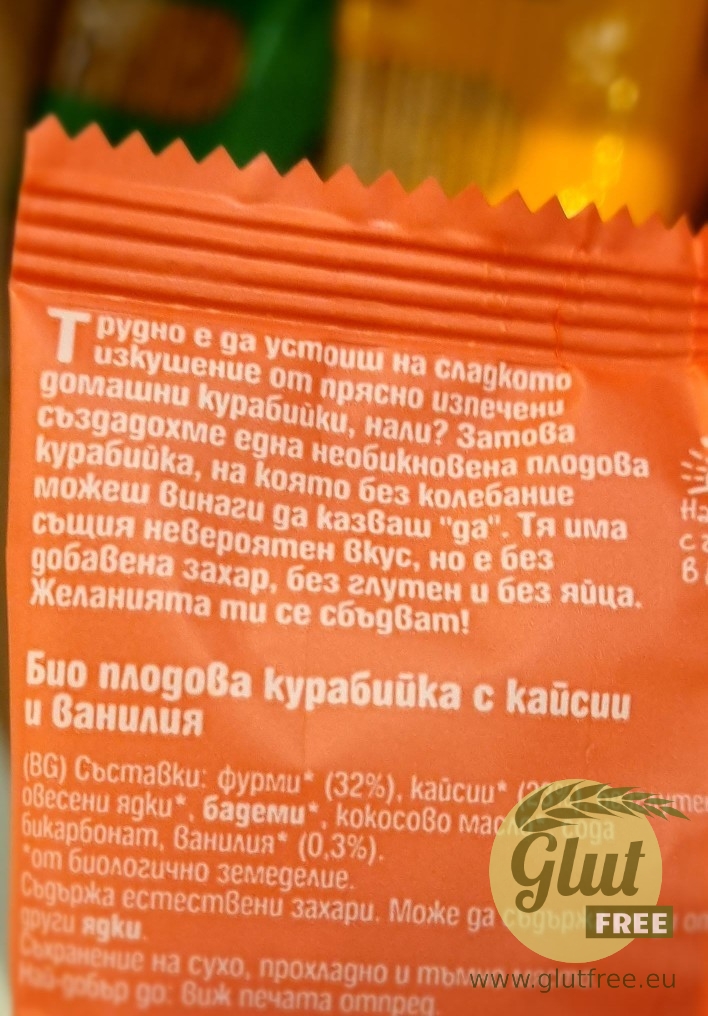 Трудно е да устоиш на сладкото
изкушение от прясно изпечени
домашни курабийки, нали? Затова
създадохме една необикновена плодова
курабийка, на която без колебание
можеш винаги да казваш "да". Тя има
същия невероятен вкус, но е без
добавена захар, без глутен и без яйца.
Желанията ти се сбъдват!
Био плодова курабийка с кайсии
и ванилия
(BG) Съставки: фурми* (32%), кайсии*
овесени ядки*, бадеми*, кокосово масло, сода
бикарбонат, ванилия* (0,3%).
*от биологично земеделие.
Съдържа естествени захари. Може да съдържа
други ядки.
Съхранение на сухо, прохладно и
Най-добър до: виж печата отпред.
Glut
FREE
www.glutfree.eu